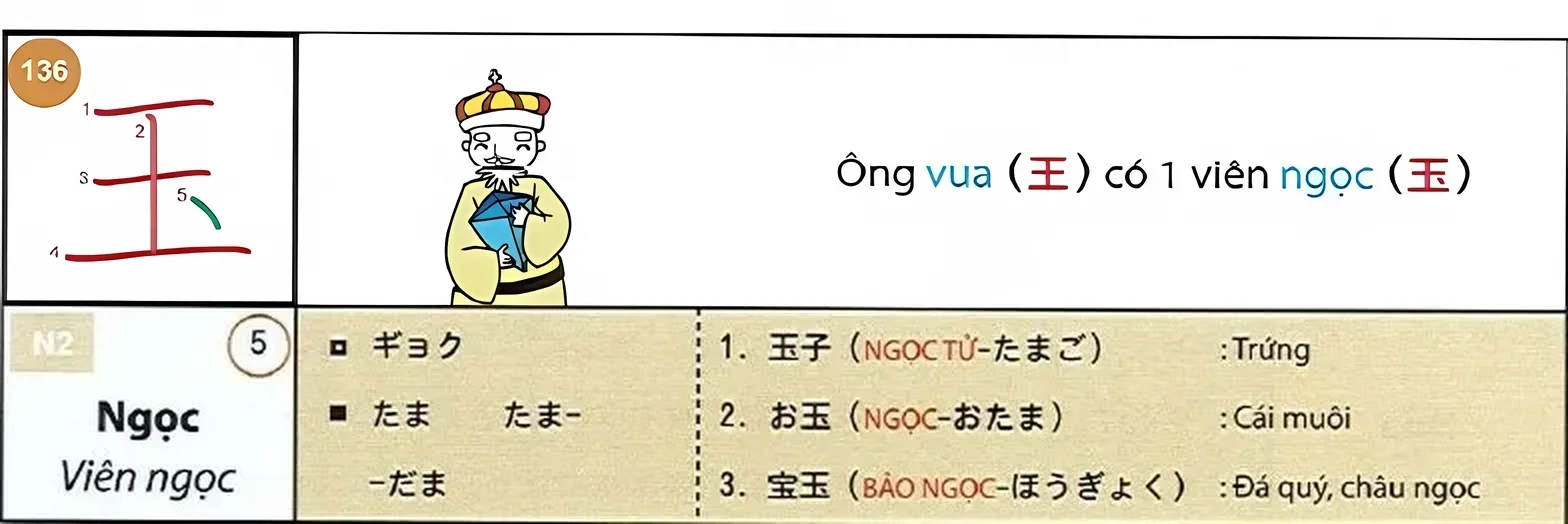 136
1
2
3
5
4
Ông vua (王) có 1 viên ngọc (玉)
N2
5
Ngọc
Viên ngọc
ギョク
たま たま-
-だま
1. 玉子 (NGỌC TỬ-たまご) : Trứng
2. お玉 (NGỌC-おたま) : Cái muôi
3. 宝玉 (BẢO NGỌC-ほうぎょく) : Đá quý, châu ngọc